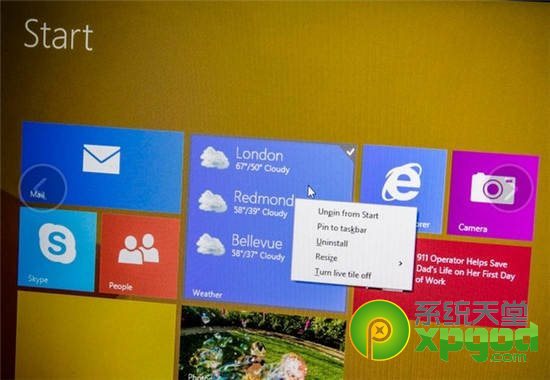 Start
Mail
London
67°/50° Cloudy
Redmond
58°/39° Cloudy
Bellevue
58°/37° Cloudy
Weather
Camera
Unpin from Start
Pin to taskbar
Uninstall
Resize
Turn live tile off
Skype
People
911 Operator Helps Save
Dad's Life on Her First Day
of Work
Photos
系统天堂
xpgod